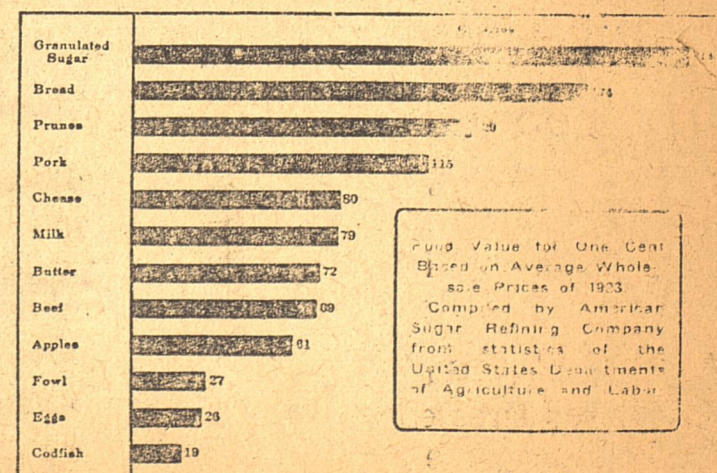 Granulated
Sugar
Bread
Prunes
Pork 115
Cheese 80
Milk 79
Butter 72
Beef 69
Apples 61
Fowl 27
Eggs 26
Codfish 19
Food Value for One Cent
Based on Average Whole-
sale Prices of 1923.
Compiled by American
Sugar Refining Company
from statistics of the
United States Departments
of Agriculture and Labor